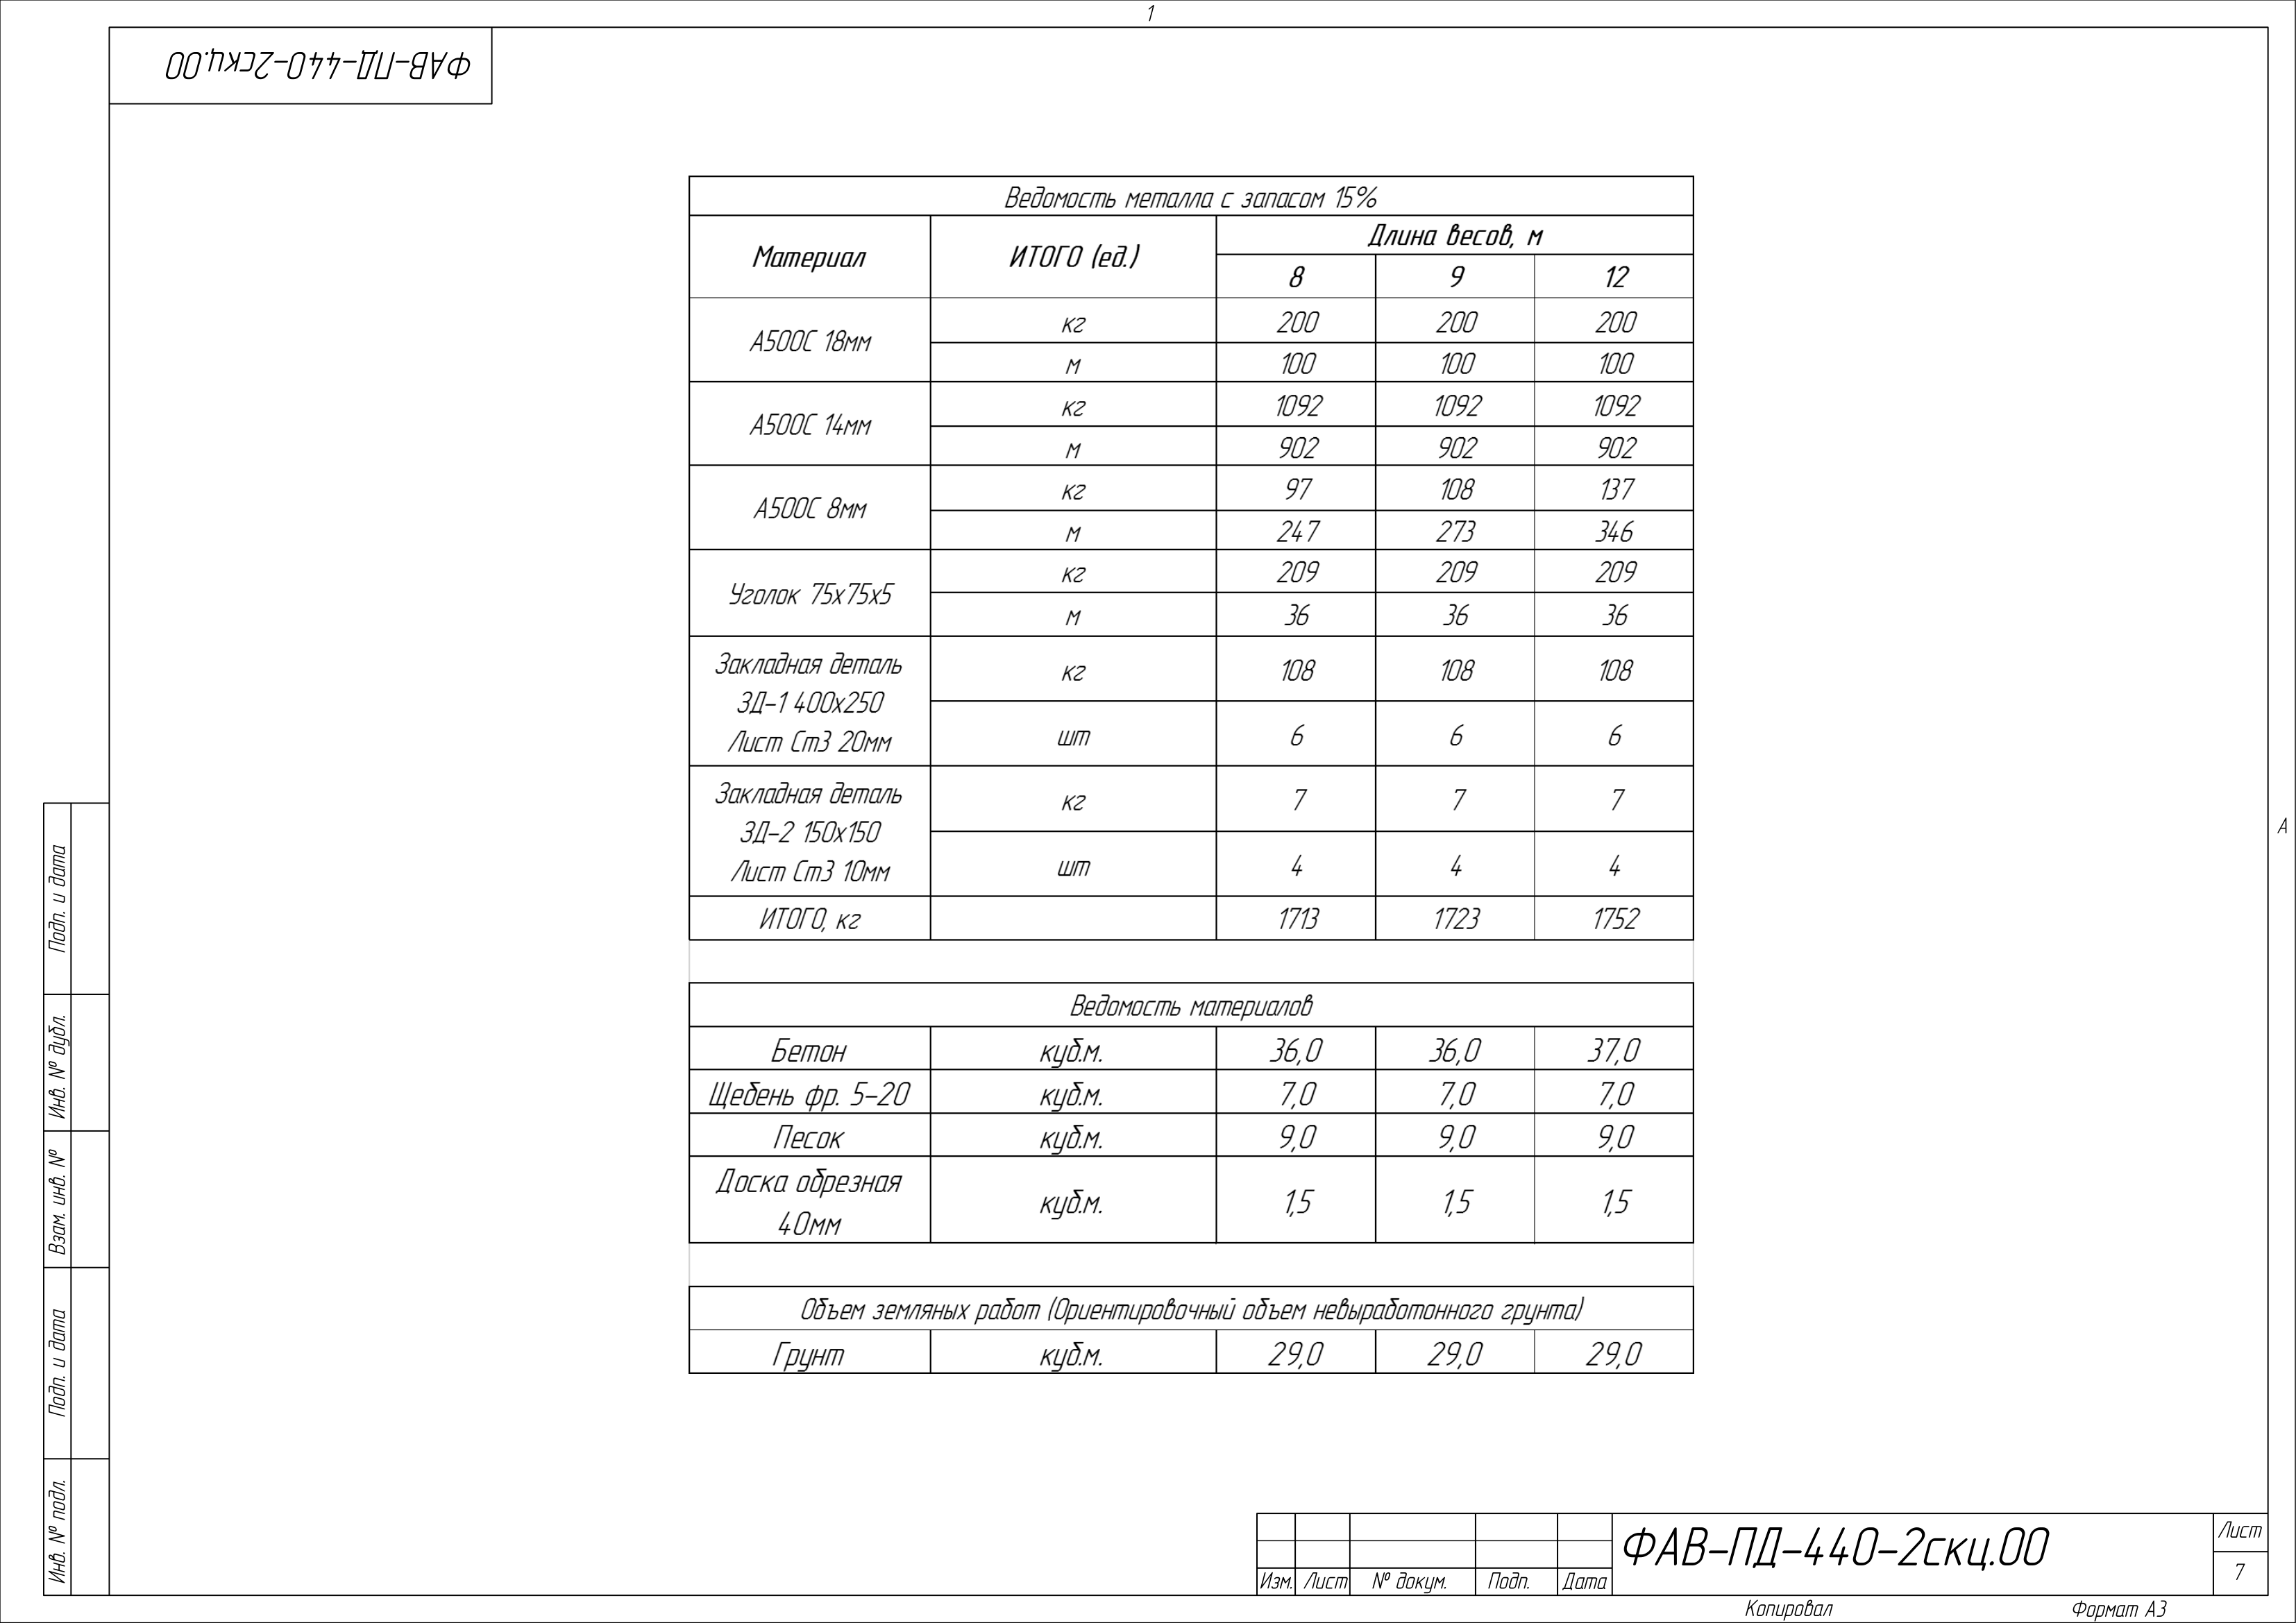 1
ФАВ-ПД-440-2скц.00
Ведомость металла с запасом 15%
Материал ИТОГО (ед.) Длина весов, м
8 9 12
А500С 18мм кг 200 200 200
м 100 100 100
А500С 14мм кг 1092 1092 1092
м 902 902 902
А500С 8мм кг 97 108 137
м 247 273 346
Уголок 75х75х5 кг 209 209 209
м 36 36 36
Закладная деталь
ЗД-1 400х250
Лист Ст3 20мм
кг 108 108 108
шт 6 6 6
Закладная деталь
ЗД-2 150х150
Лист Ст3 10мм
кг 7 7 7
шт 4 4 4
ИТОГО, кг 1713 1723 1752
Ведомость материалов
Бетон куб.м. 36,0 36,0 37,0
Щебень фр. 5-20 куб.м. 7,0 7,0 7,0
Песок куб.м. 9,0 9,0 9,0
Доска обрезная
40мм
куб.м. 1,5 1,5 1,5
Объем земляных работ (Ориентировочный объем невыработонного грунта)
Грунт куб.м. 29,0 29,0 29,0
А
Подп. и дата
Инв. № дубл.
Взам. инв. №
Подп. и дата
Инв. № подл.
Изм. Лист № докум. Подп. Дата
ФАВ-ПД-440-2скц.00
Лист
7
Копировал Формат А3